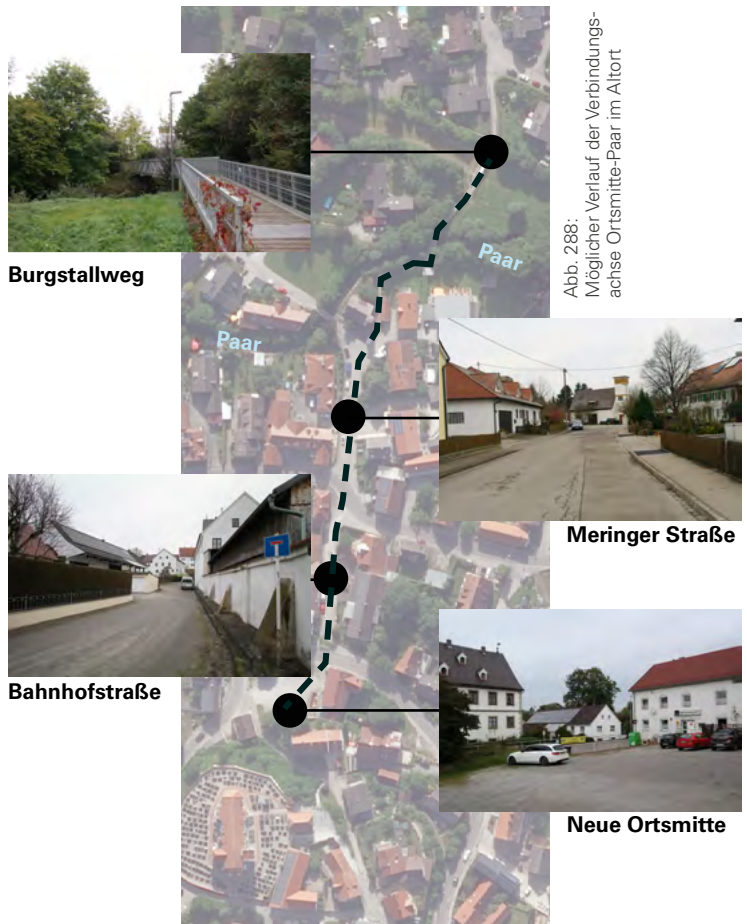 Abb. 288:
Möglicher Verlauf der Verbindungs-
achse Ortsmitte-Paar im Altort
Burgstallweg
Paar
Paar
Meringer Straße
Bahnhofstraße
Neue Ortsmitte